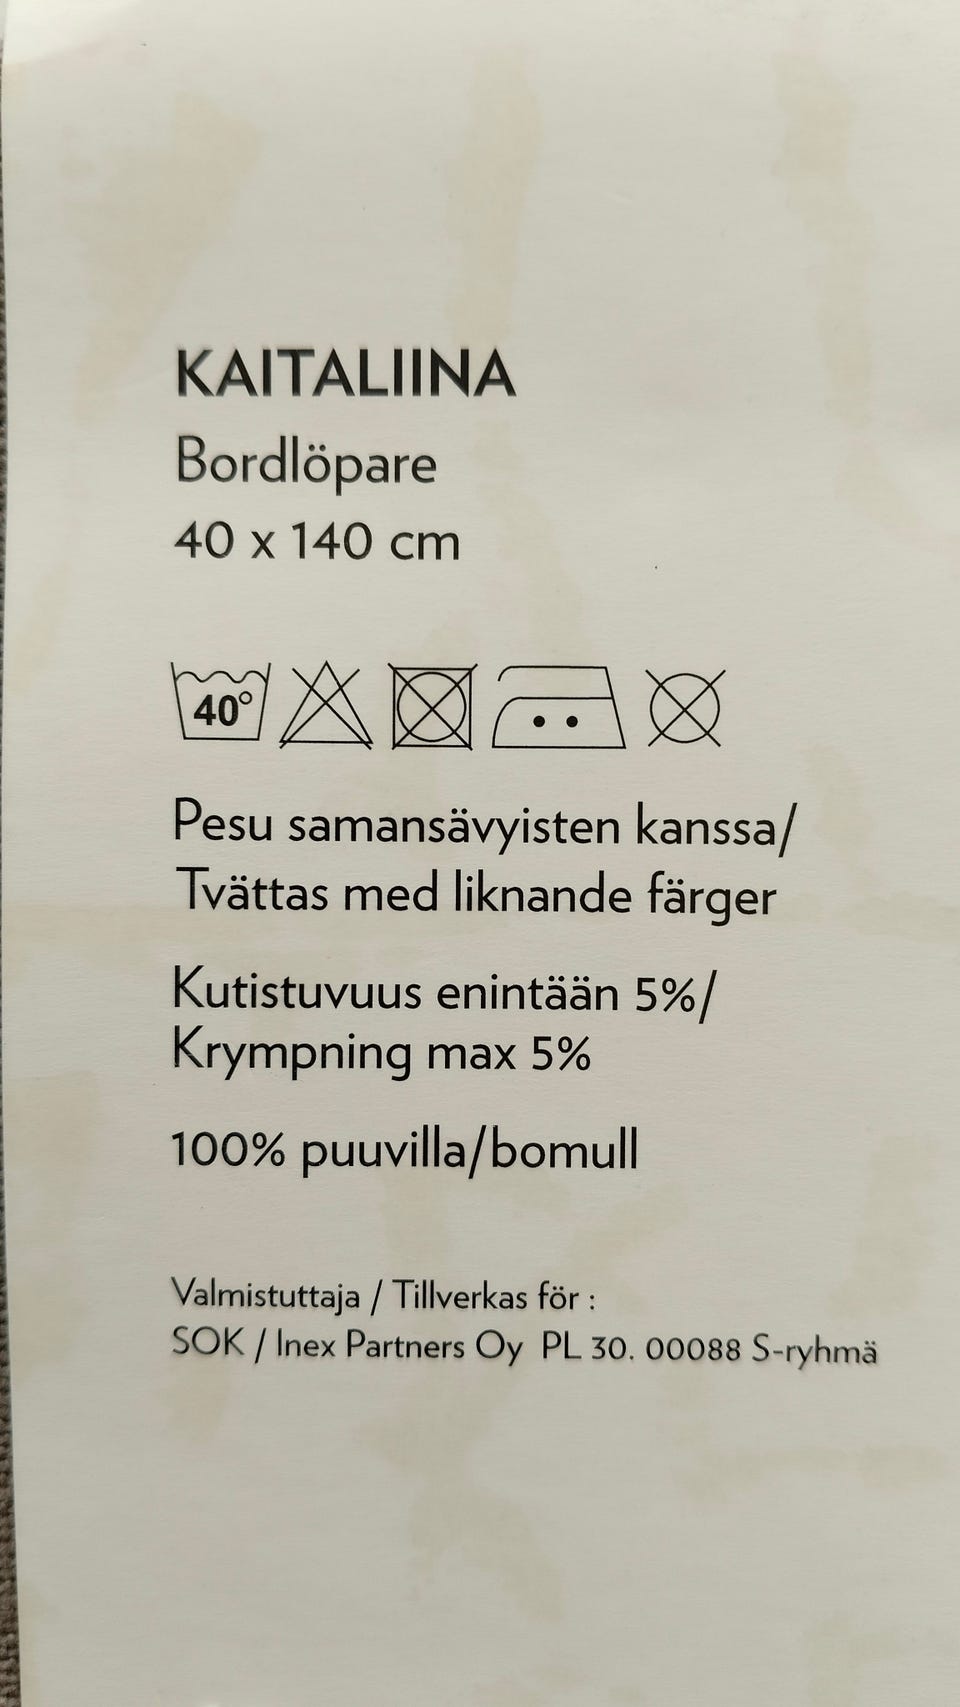 KAITALIINA
Bordlöpare
40 x 140 cm
40°
Pesu samansävyisten kanssa/
Tvättas med liknande färger
Kutistuvuus enintään 5%/
Krympning max 5%
100% puuvilla/bomull
Valmistuttaja / Tillverkas för :
SOK / Inex Partners Oy PL 30. 00088 S-ryhmä